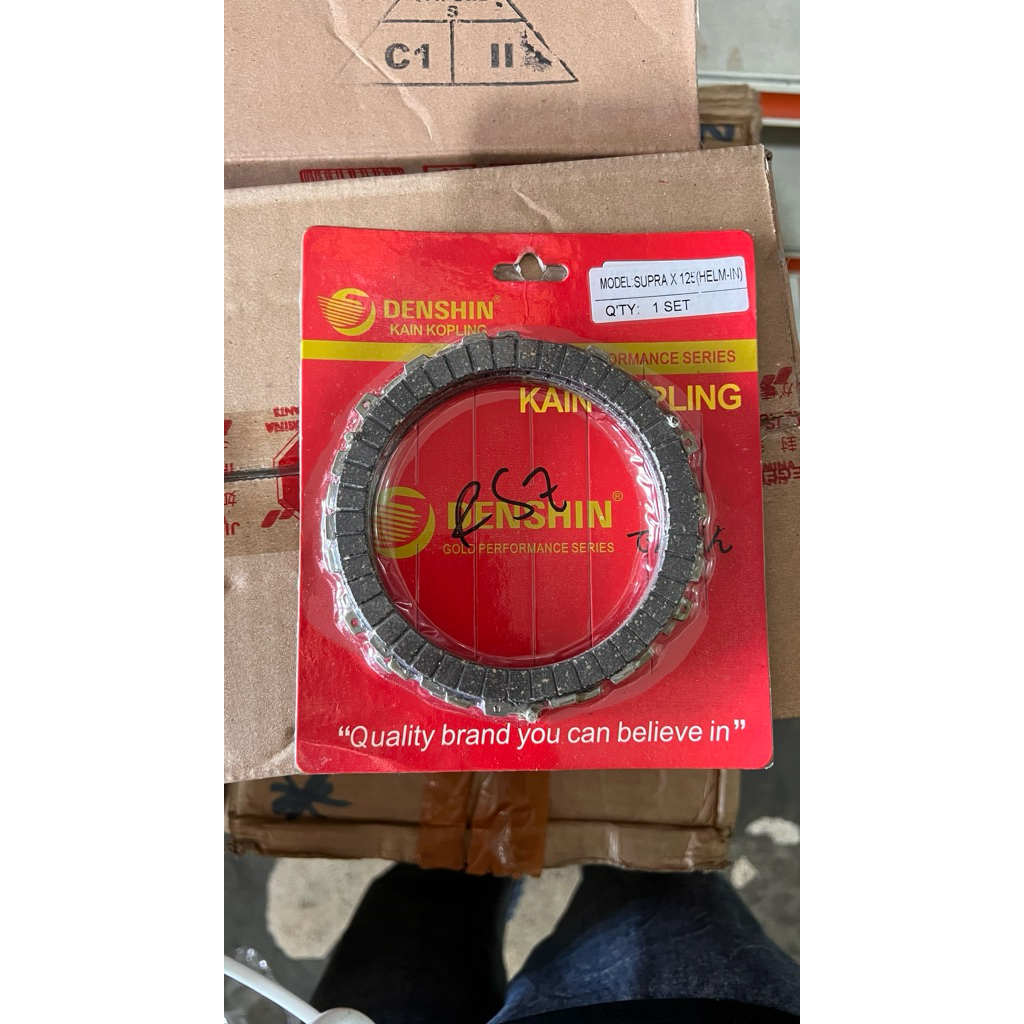 S
C1 II
MODEL:SUPRA X 125(HELM-IN)
Q'TY: 1 SET
DENSHIN®
KAIN KOPLING
ORMANCE SERIES
KAIN PLING
DENSHIN®
GOLD PERFORMANCE SERIES
“Quality brand you can believe in”